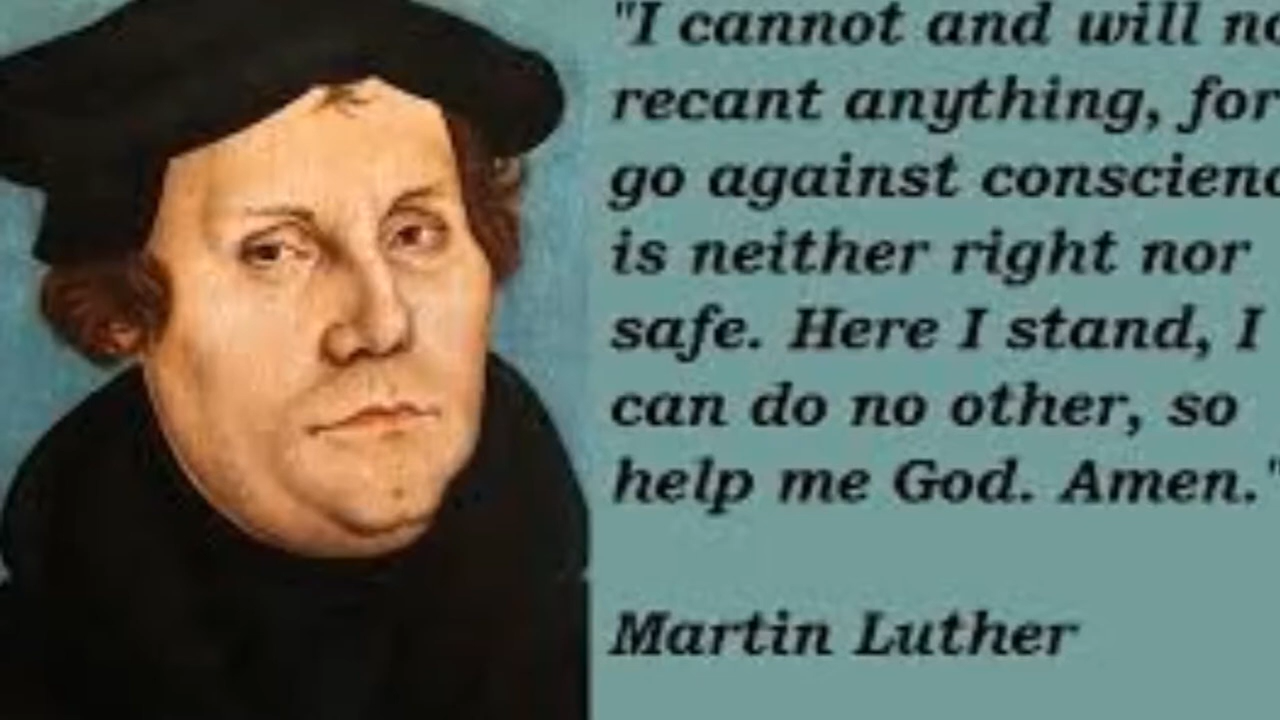 "I cannot and will no
recant anything, for
go against conscienc
is neither right nor
safe. Here I stand, I
can do no other, so
help me God. Amen."
Martin Luther